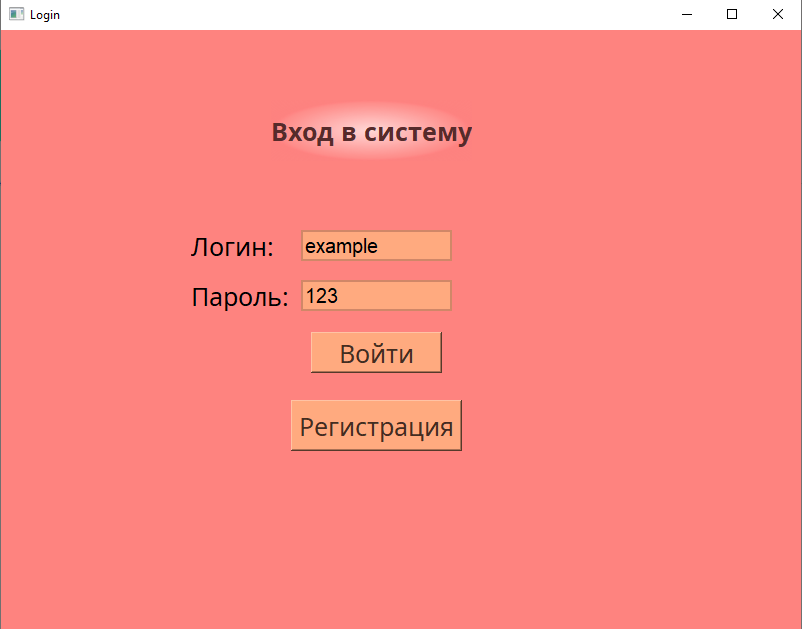 Login
Вход в систему
Логин: example
Пароль: 123
Войти
Регистрация